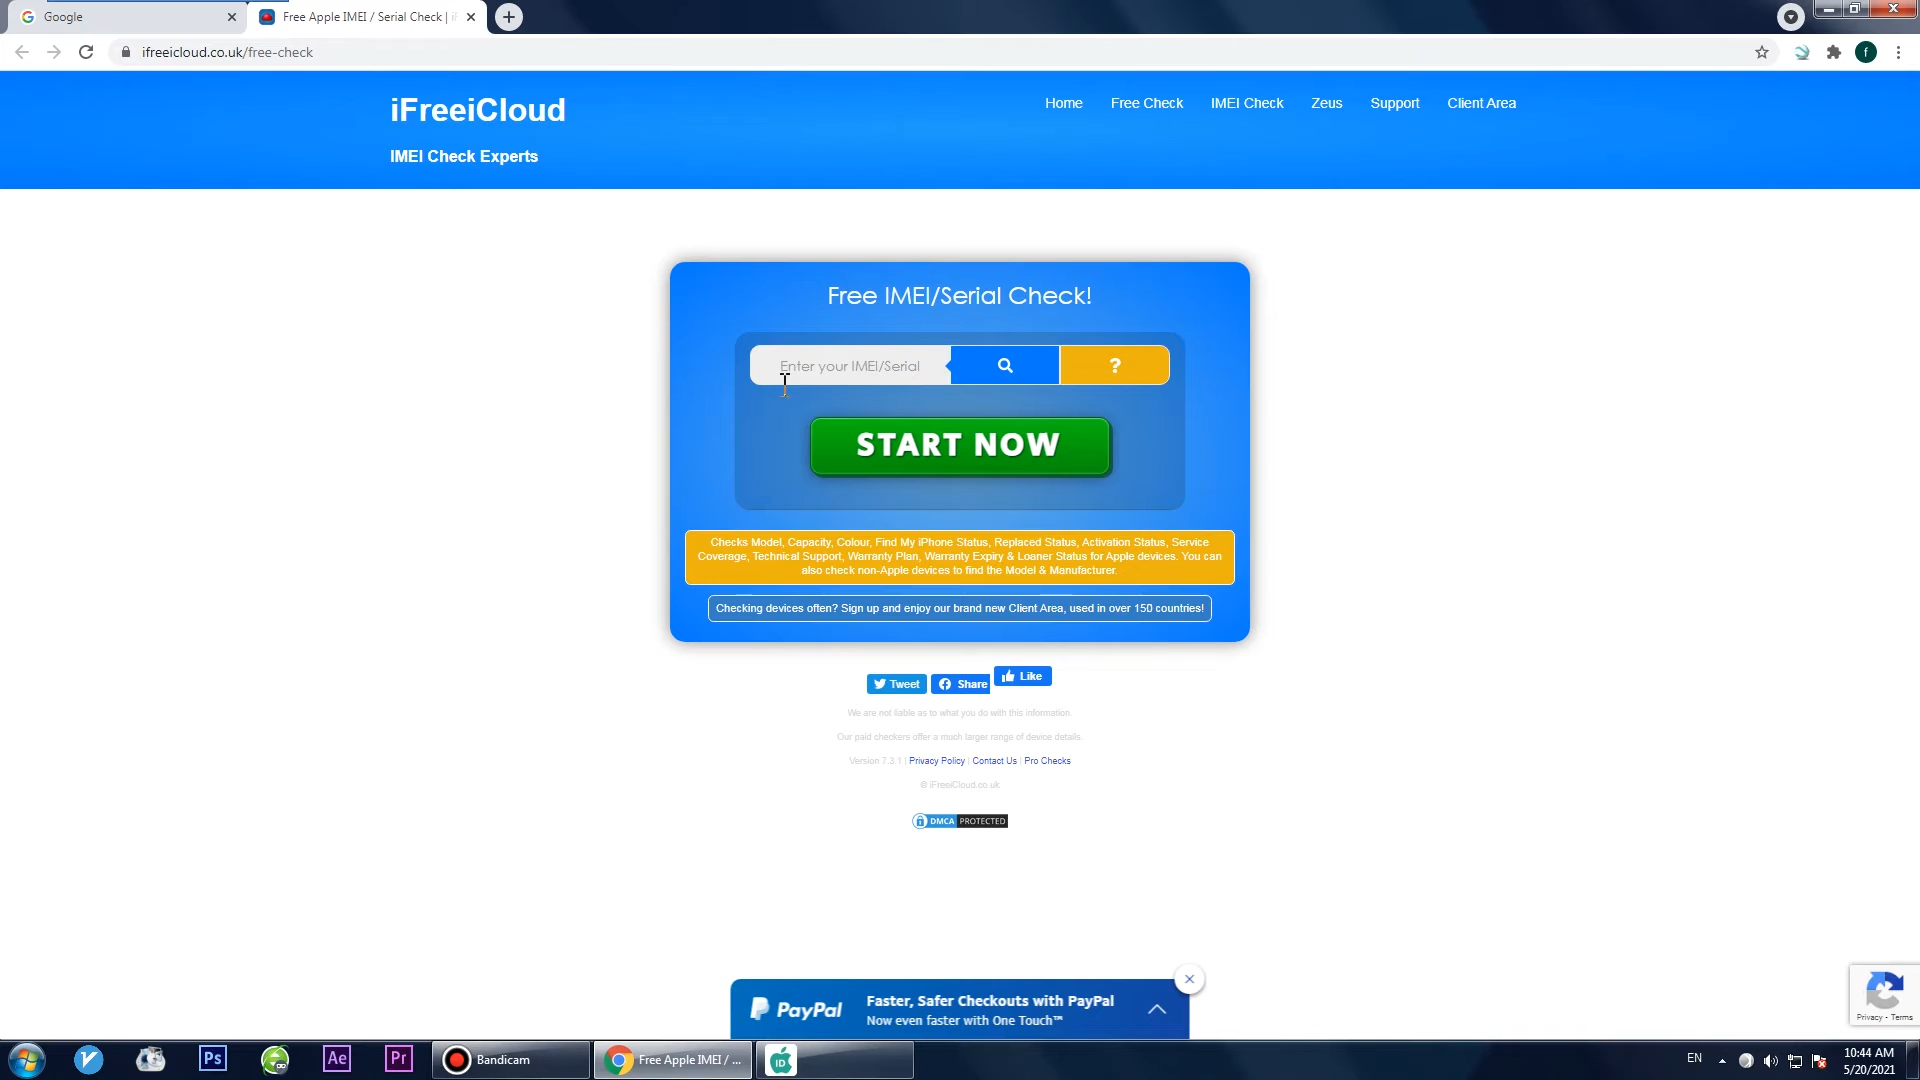 Google
Free Apple IMEI / Serial Check |
ifreeicloud.co.uk/free-check
f
iFreeiCloud
IMEI Check Experts
Home
Free Check
IMEI Check
Zeus
Support
Client Area
Free IMEI/Serial Check!
Enter your IMEI/Serial
?
START NOW
Checks Model, Capacity, Colour, Find My iPhone Status, Replaced Status, Activation Status, Service
Coverage, Technical Support, Warranty Plan, Warranty Expiry & Loaner Status for Apple devices. You can
also check non-Apple devices to find the Model & Manufacturer.
Checking devices often? Sign up and enjoy our brand new Client Area, used in over 150 countries!
Tweet
Share
Like
We are not liable as to what you do with this information.
Our paid checkers offer a much larger range of device details.
Version 7.3.1 | Privacy Policy | Contact Us | Pro Checks
© iFreeiCloud.co.uk
DMCA PROTECTED
PayPal
Faster, Safer Checkouts with PayPal
Now even faster with One Touch™
Privacy - Terms
Ps
Ae
Pr
Bandicam
Free Apple IMEI / ...
iD
EN
10:44 AM
5/20/2021